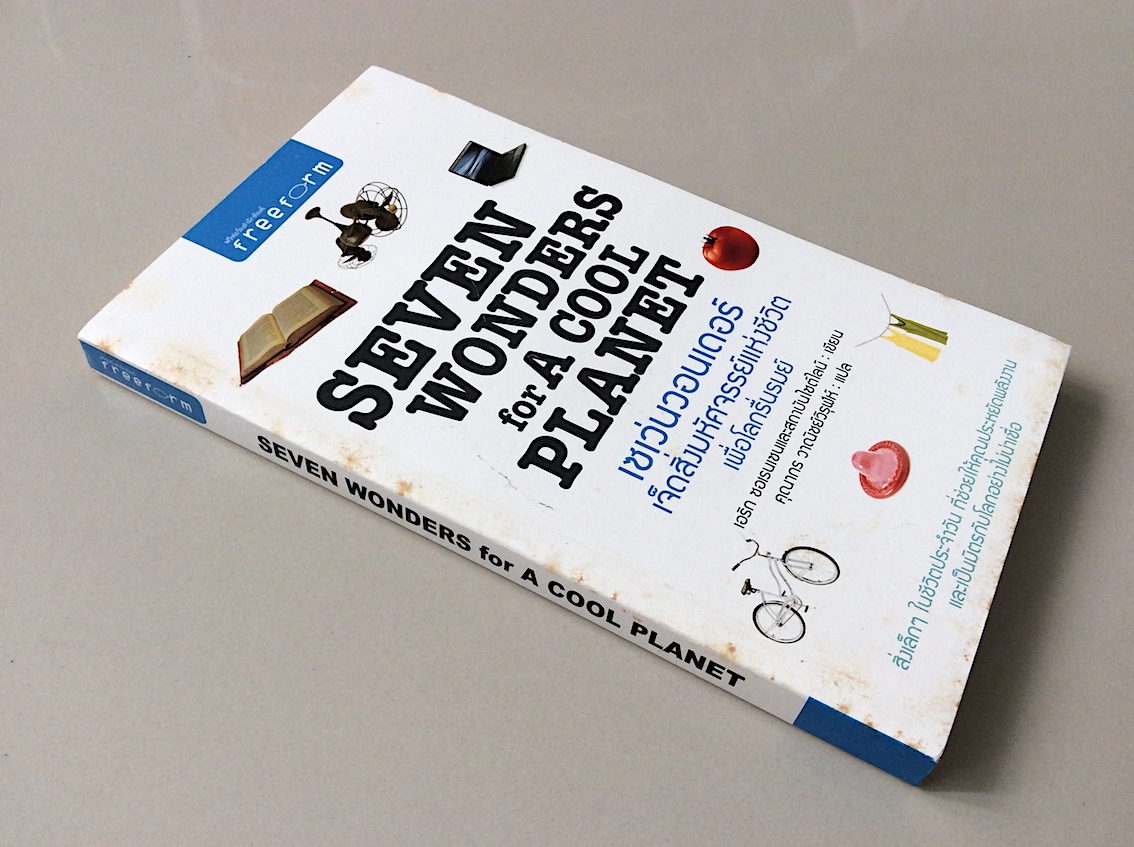 freeform
SEVEN
WONDERS
for A COOL
PLANET
เซเว่นวอนเดอร์
เจ็ดสิ่งมหัศจรรย์แห่งชีวิต
เพื่อโลกรื่นรมย์
เอริก ซอเรนเซนและสถาบันไซต์ไลน์ : เขียน
คุณากร วาณิชย์วิรุฬห์ : แปล
สิ่งเล็กๆ ในชีวิตประจำวัน ที่ช่วยให้คุณประหยัดพลังงาน
และเป็นมิตรกับโลกอย่างไม่น่าเชื่อ
freeform
SEVEN WONDERS for A COOL PLANET